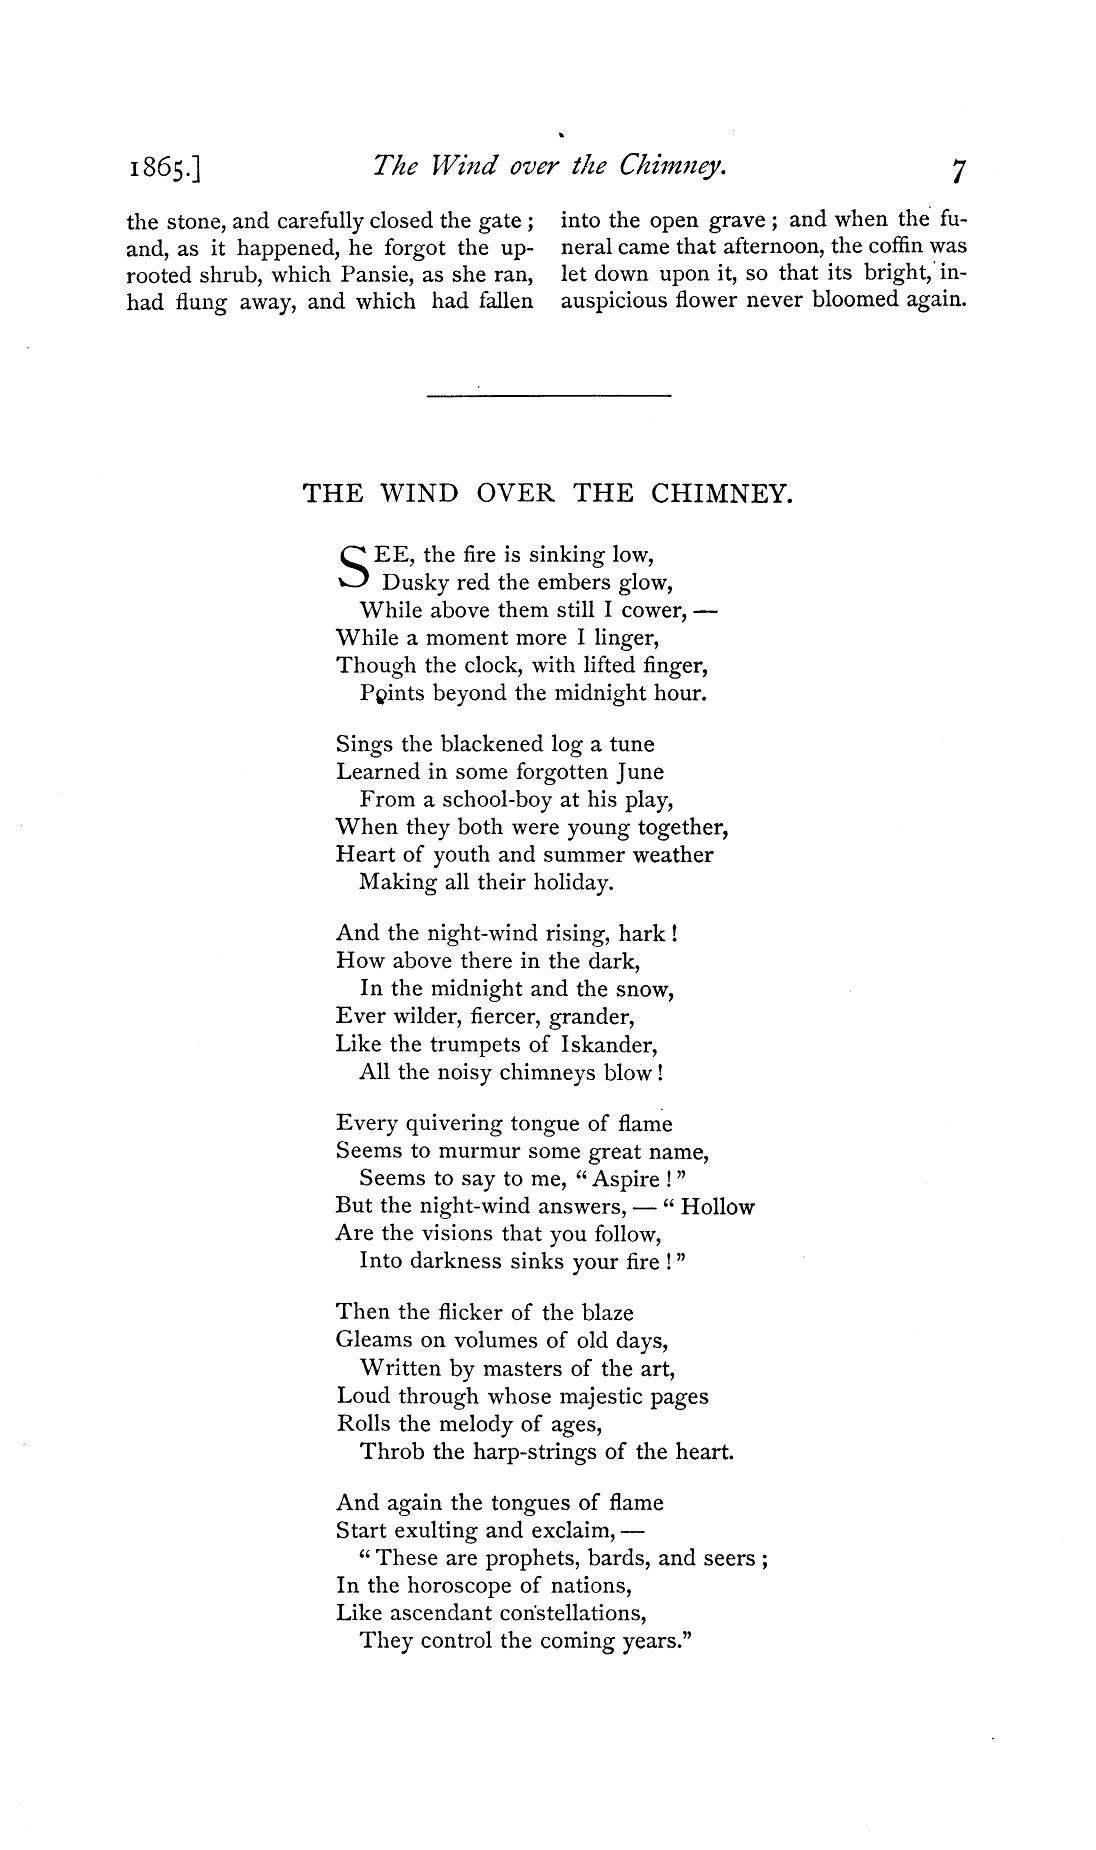 1865.] The Wind over the Chimney. 7
the stone, and carefully closed the gate ;
and, as it happened, he forgot the up-
rooted shrub, which Pansie, as she ran,
had flung away, and which had fallen
into the open grave ; and when the fu-
neral came that afternoon, the coffin was
let down upon it, so that its bright, in-
auspicious flower never bloomed again.
THE WIND OVER THE CHIMNEY.
SEE, the fire is sinking low,
Dusky red the embers glow,
While above them still I cower, —
While a moment more I linger,
Though the clock, with lifted finger,
Points beyond the midnight hour.
Sings the blackened log a tune
Learned in some forgotten June
From a school-boy at his play,
When they both were young together,
Heart of youth and summer weather
Making all their holiday.
And the night-wind rising, hark !
How above there in the dark,
In the midnight and the snow,
Ever wilder, fiercer, grander,
Like the trumpets of Iskander,
All the noisy chimneys blow !
Every quivering tongue of flame
Seems to murmur some great name,
Seems to say to me, “ Aspire ! ”
But the night-wind answers, — “ Hollow
Are the visions that you follow,
Into darkness sinks your fire ! ”
Then the flicker of the blaze
Gleams on volumes of old days,
Written by masters of the art,
Loud through whose majestic pages
Rolls the melody of ages,
Throb the harp-strings of the heart.
And again the tongues of flame
Start exulting and exclaim, —
“ These are prophets, bards, and seers ;
In the horoscope of nations,
Like ascendant constellations,
They control the coming years.”